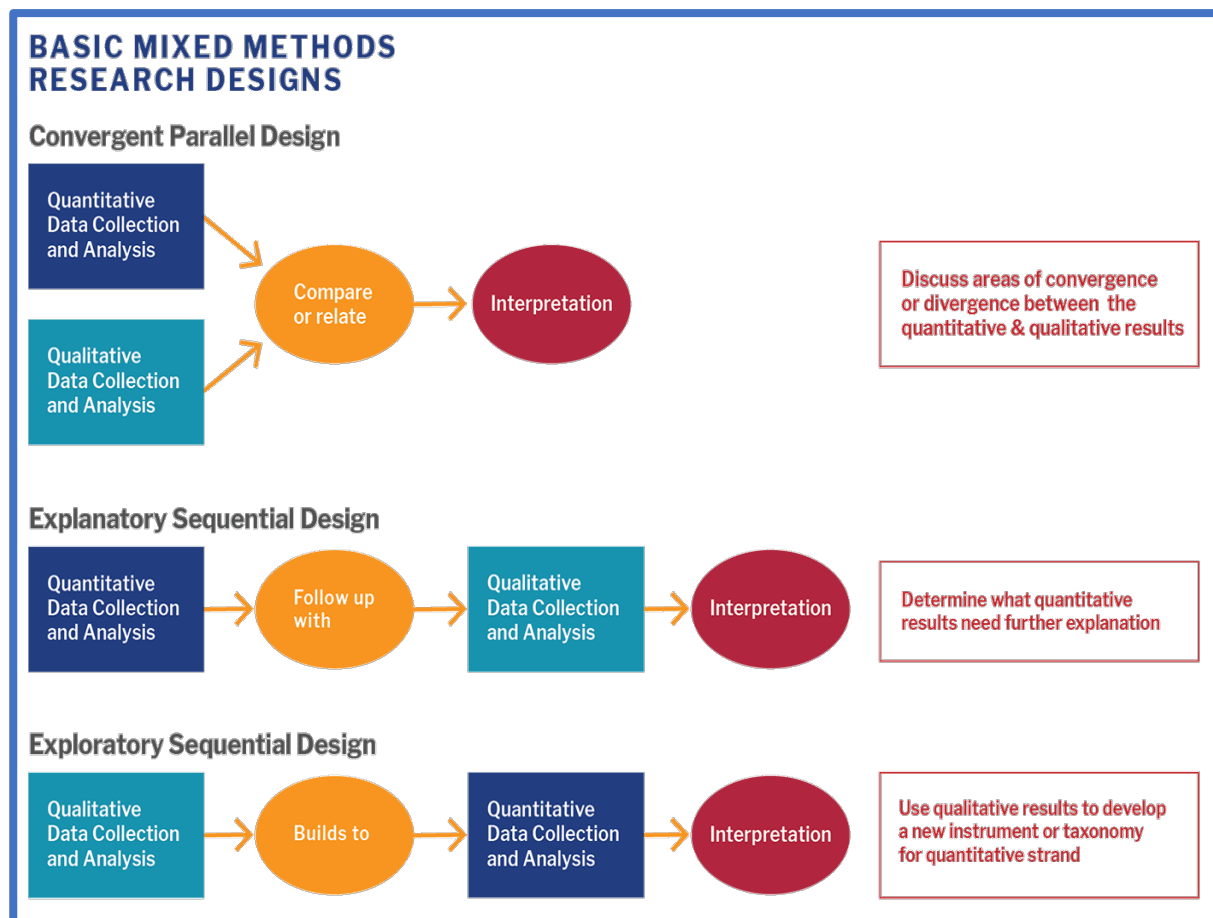 BASIC MIXED METHODS
RESEARCH DESIGNS
Convergent Parallel Design
Quantitative
Data Collection
and Analysis
Qualitative
Data Collection
and Analysis
Compare
or relate
Interpretation
Discuss areas of convergence
or divergence between the
quantitative & qualitative results
Explanatory Sequential Design
Quantitative
Data Collection
and Analysis
Follow up
with
Qualitative
Data Collection
and Analysis
Interpretation
Determine what quantitative
results need further explanation
Exploratory Sequential Design
Qualitative
Data Collection
and Analysis
Builds to
Quantitative
Data Collection
and Analysis
Interpretation
Use qualitative results to develop
a new instrument or taxonomy
for quantitative strand